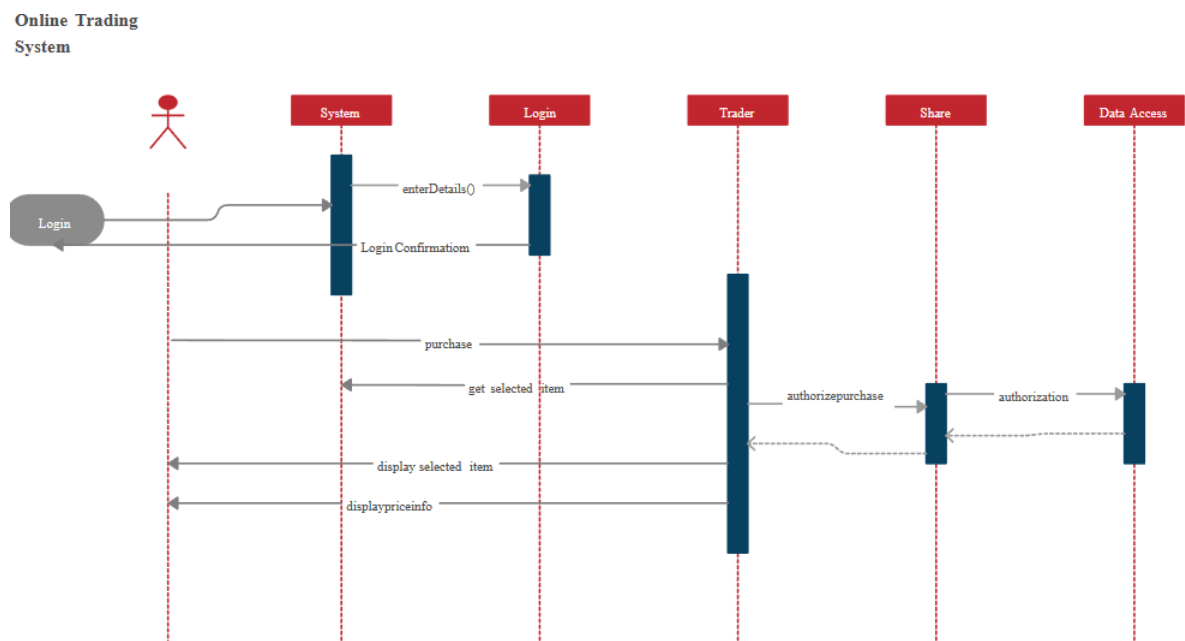 Online Trading
System
System
Login
Trader
Share
Data Access
enterDetails()
Login
Login Confirmatiom
purchase
get selected item
authorizepurchase
authorization
display selected item
displaypriceinfo